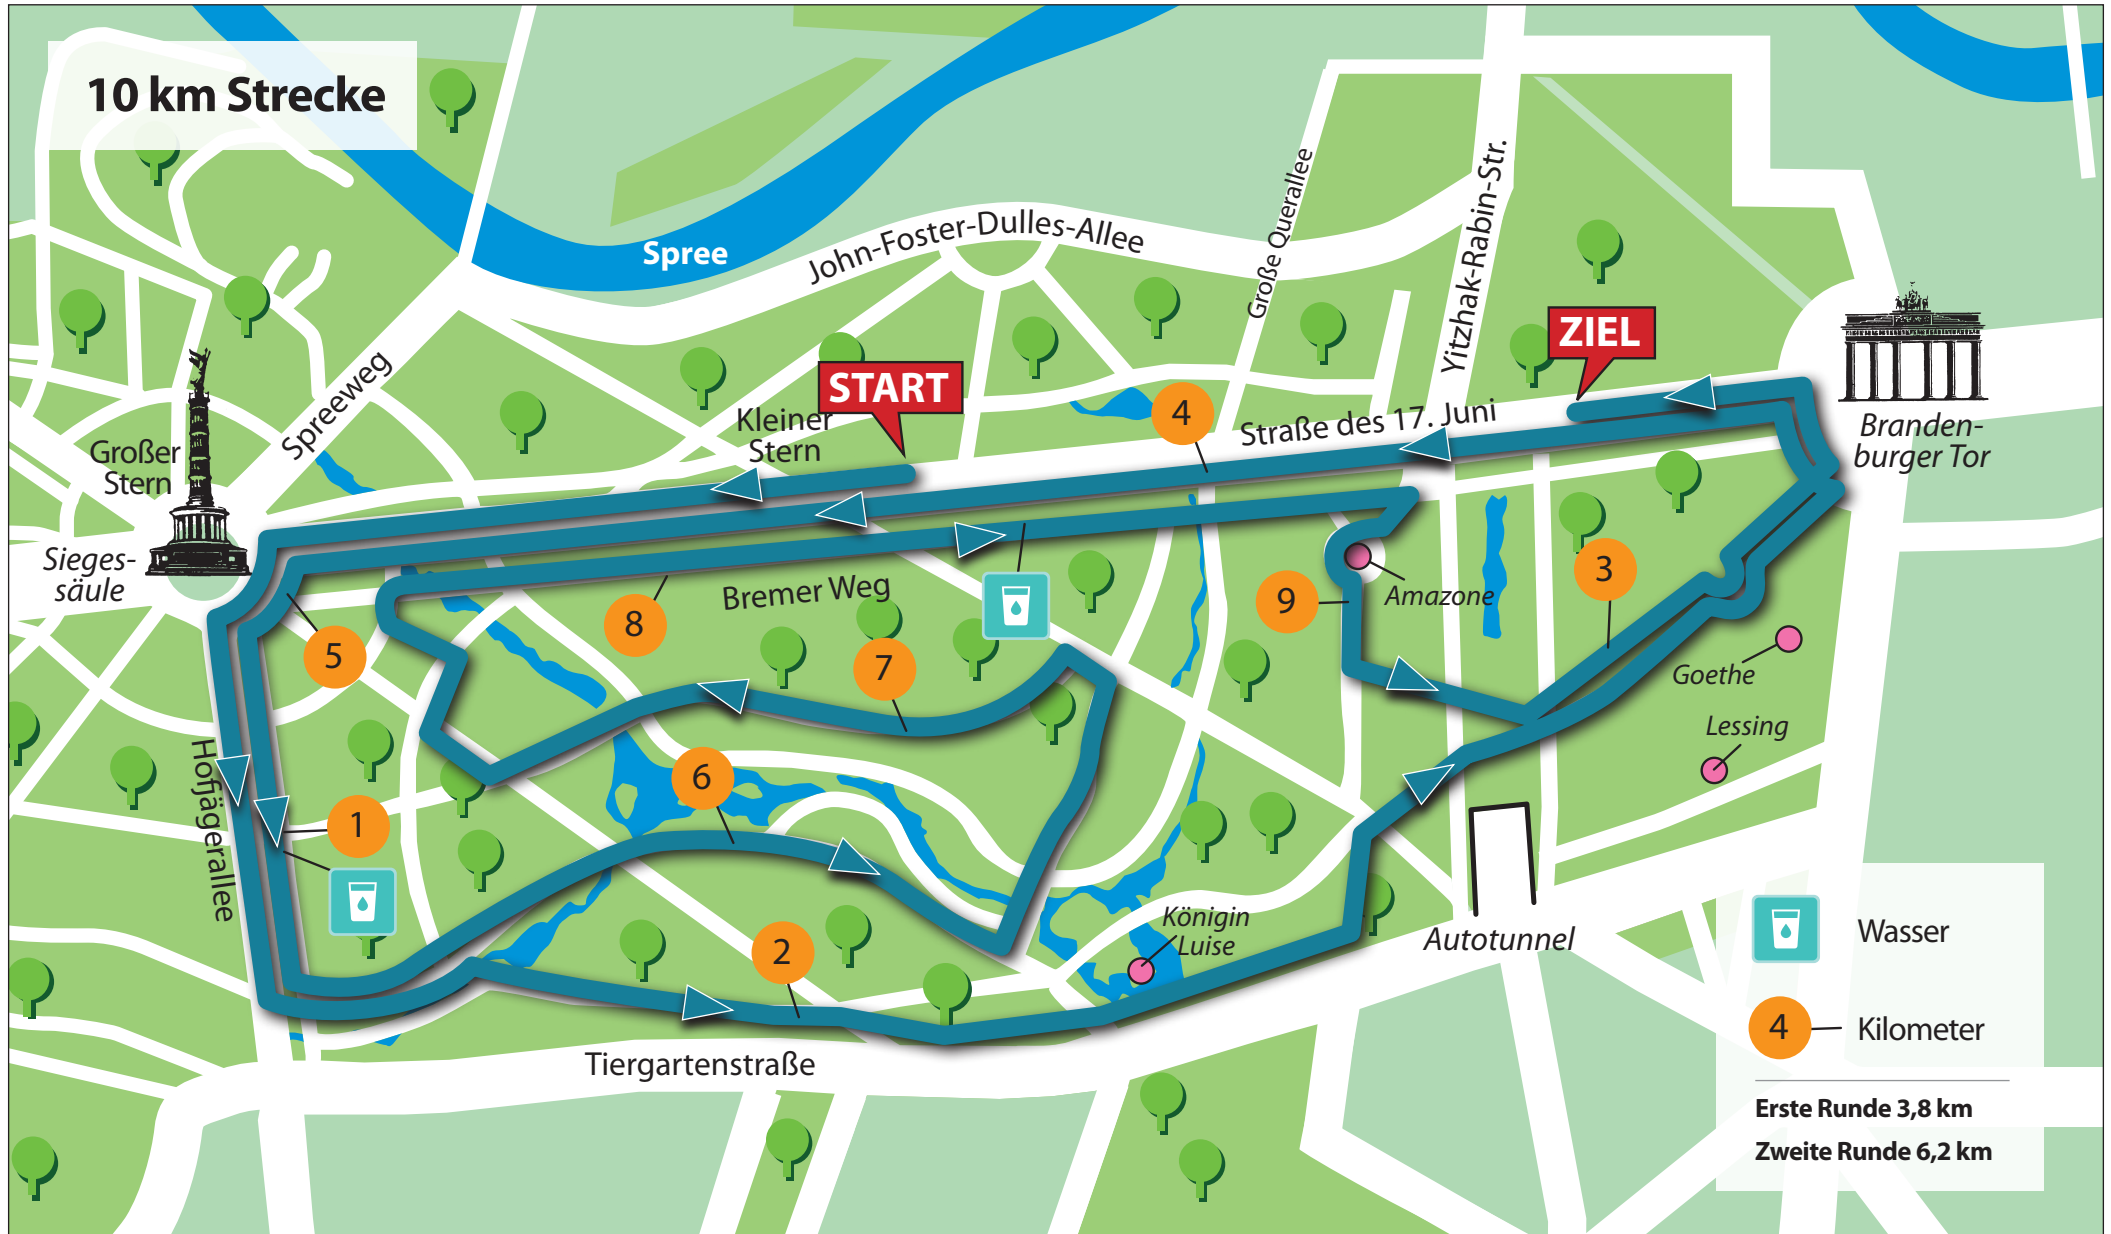 10 km Strecke
Spree
John-Foster-Dulles-Allee
Große Querallee
Yitzhak-Rabin-Str.
ZIEL
START
Kleiner
Stern
4
Straße des 17. Juni
Spreeweg
Großer
Stern
Sieges-
säule
Branden-
burger Tor
Bremer Weg
Amazone
3
9
8
5
7
Goethe
Lessing
6
1
Hofjägerallee
2
Königin
Luise
Autotunnel
Tiergartenstraße
Wasser
4
Kilometer
Erste Runde 3,8 km
Zweite Runde 6,2 km